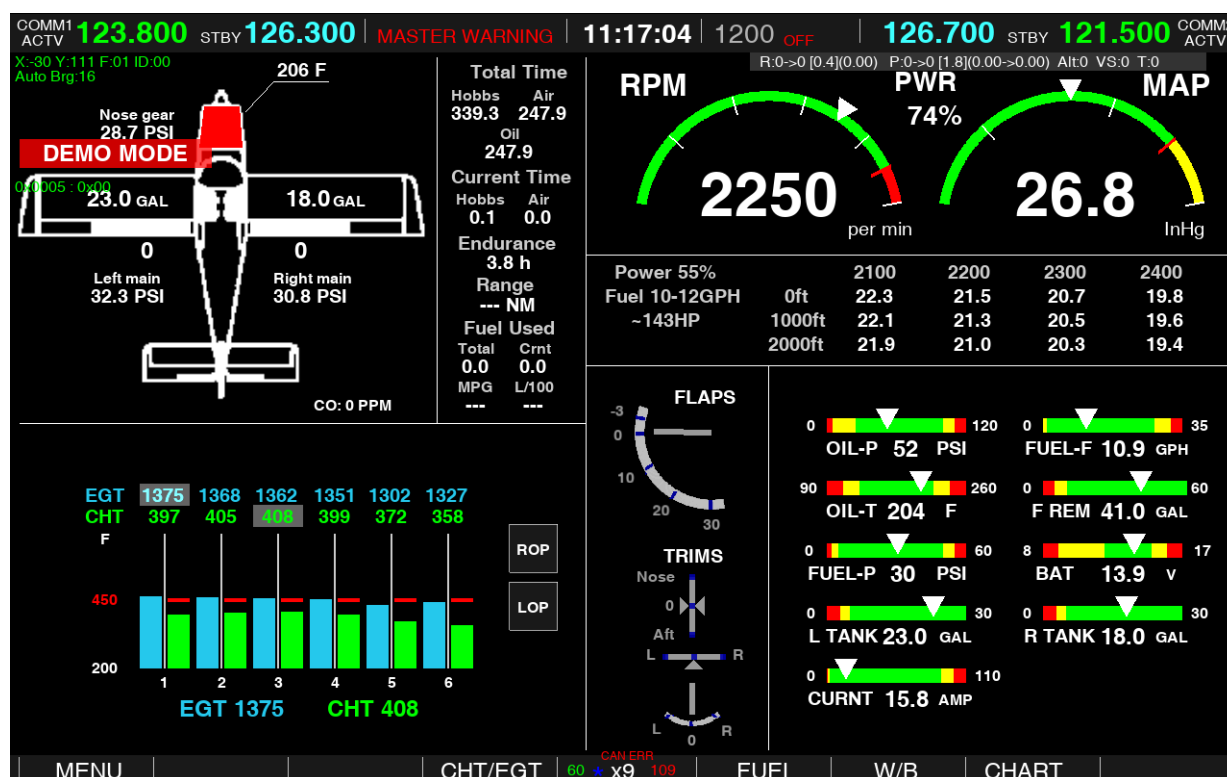 COMM1 ACTV 123.800 STBY 126.300 MASTER WARNING 11:17:04 1200 OFF 126.700 STBY 121.500 COMM2 ACTV
X:-30 Y:111 F:01 ID:00
Auto Brg:16
206 F
Nose gear
28.7 PSI
DEMO MODE
0x0005 : 0x00
23.0 GAL 18.0 GAL
0 0
Left main Right main
32.3 PSI 30.8 PSI
CO: 0 PPM
Total Time
Hobbs Air
339.3 247.9
Oil
247.9
Current Time
Hobbs Air
0.1 0.0
Endurance
3.8 h
Range
--- NM
Fuel Used
Total Crnt
0.0 0.0
MPG L/100
--- ---
R:0->0 [0.4](0.00) P:0->0 [1.8](0.00->0.00) Alt:0 VS:0 T:0
RPM PWR MAP
74%
2250 26.8
per min InHg
Power 55% 2100 2200 2300 2400
Fuel 10-12GPH 0ft 22.3 21.5 20.7 19.8
~143HP 1000ft 22.1 21.3 20.5 19.6
2000ft 21.9 21.0 20.3 19.4
EGT 1375 1368 1362 1351 1302 1327
CHT 397 405 408 399 372 358
F
450
200
1 2 3 4 5 6
EGT 1375 CHT 408
ROP
LOP
FLAPS
-3
0
10
20
30
TRIMS
Nose
0
Aft
L R
L R
0
0 120
OIL-P 52 PSI
0 35
FUEL-F 10.9 GPH
90 260
OIL-T 204 F
0 60
F REM 41.0 GAL
0 60
FUEL-P 30 PSI
8 17
BAT 13.9 V
0 30
L TANK 23.0 GAL
0 30
R TANK 18.0 GAL
0 110
CURNT 15.8 AMP
CAN ERR
MENU CHT/EGT 60 * x9 109 FUEL W/B CHART